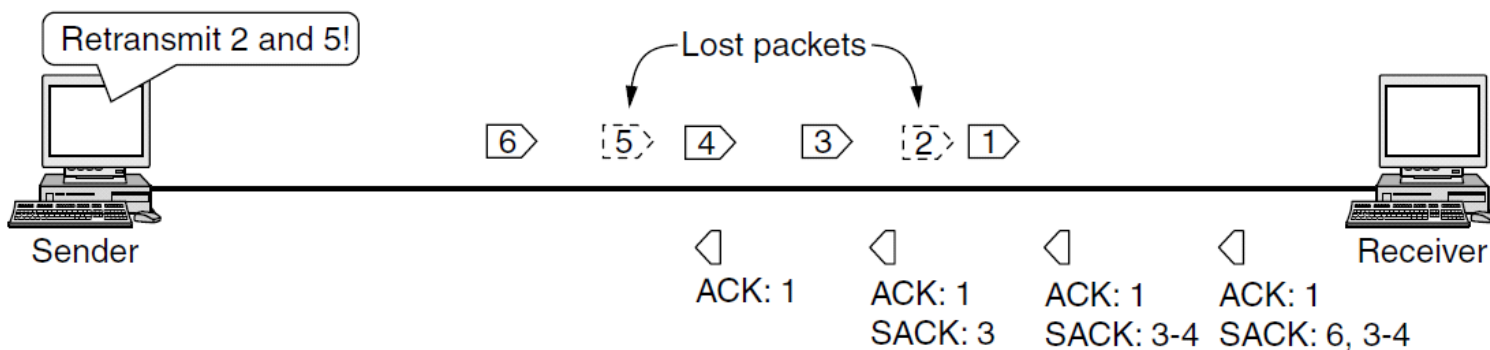 Retransmit 2 and 5!
Lost packets
6 5 4 3 2 1
Sender
Receiver
ACK: 1
ACK: 1
SACK: 3
ACK: 1
SACK: 3-4
ACK: 1
SACK: 6, 3-4